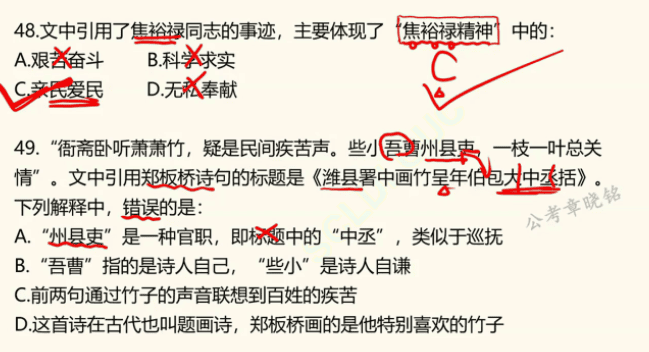 48.文中引用了焦裕禄同志的事迹，主要体现了“焦裕禄精神”中的：
A.艰苦奋斗 B.科学求实
C.亲民爱民 D.无私奉献
C
49.“衙斋卧听萧萧竹，疑是民间疾苦声。些小吾曹州县吏，一枝一叶总关
情”。文中引用郑板桥诗句的标题是《潍县署中画竹呈年伯包大中丞括》。
下列解释中，错误的是：
A.“州县吏”是一种官职，即标题中的“中丞”，类似于巡抚
B.“吾曹”指的是诗人自己，“些小”是诗人自谦
C.前两句通过竹子的声音联想到百姓的疾苦
D.这首诗在古代也叫题画诗，郑板桥画的是他特别喜欢的竹子
公考章晓铭